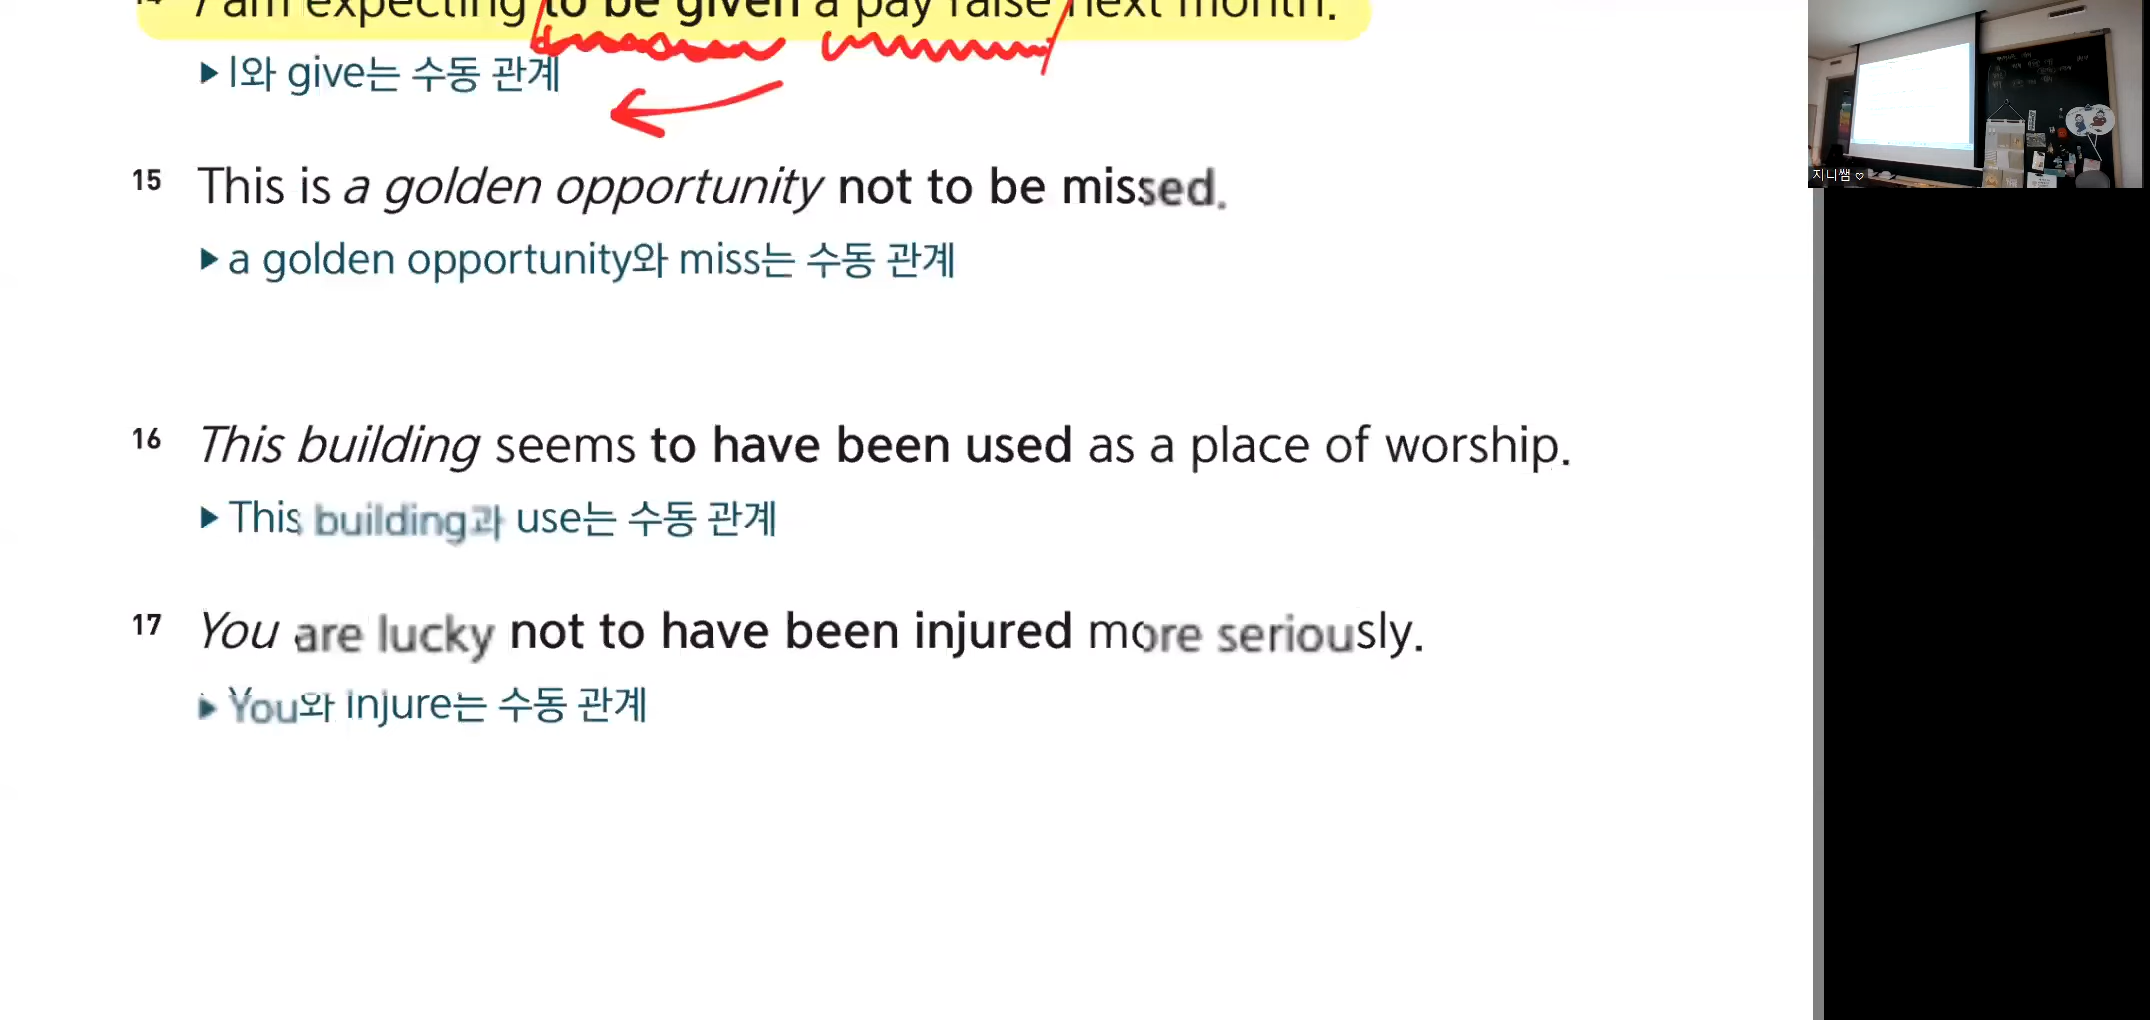 14 I am expecting to be given a pay raise next month.
▶ I와 give는 수동 관계
15 This is a golden opportunity not to be missed.
▶ a golden opportunity와 miss는 수동 관계
16 This building seems to have been used as a place of worship.
▶ This building과 use는 수동 관계
17 You are lucky not to have been injured more seriously.
▶ You와 injure는 수동 관계
지니쌤 ♡